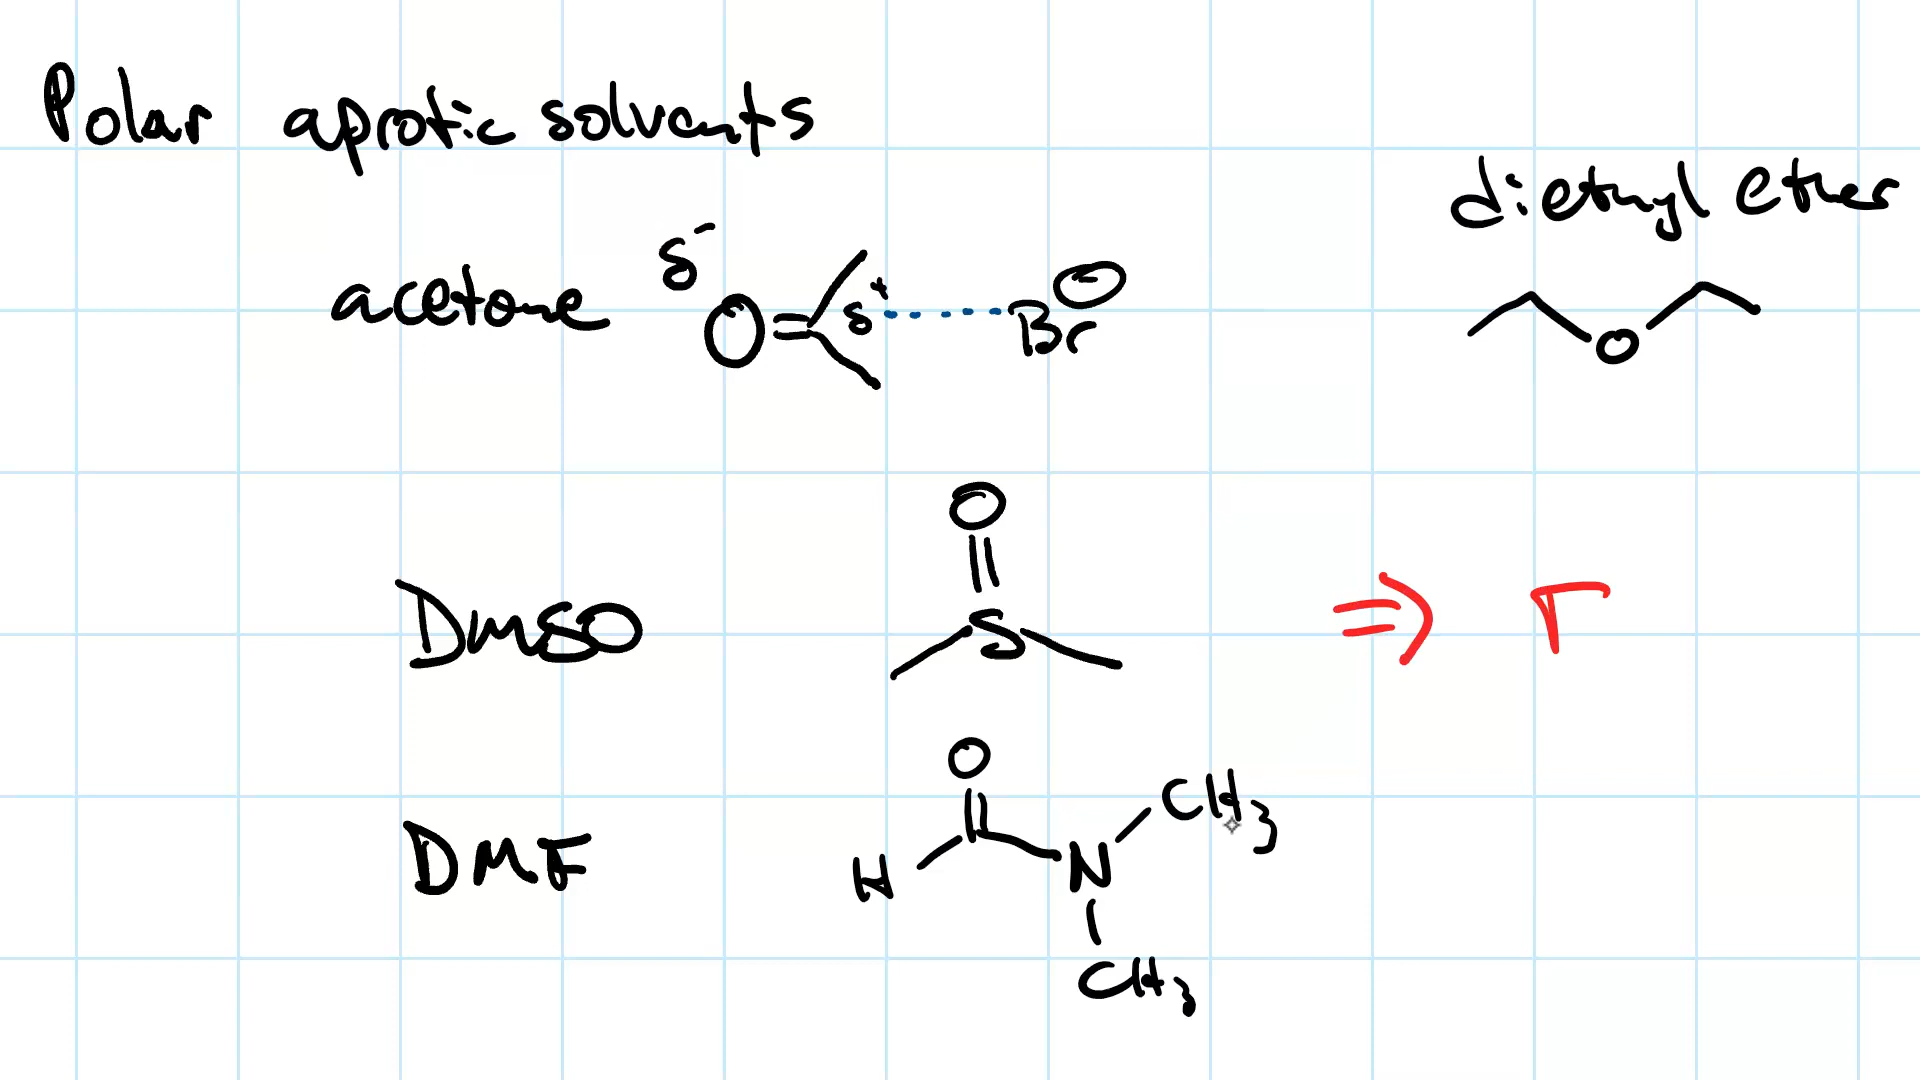 Polar aprotic solvents
diethyl ether
acetone δ⁻ O δ⁺ Br ⊖
O
O
DMSO S ⇒
O
CH₃
DMF H N
CH₃